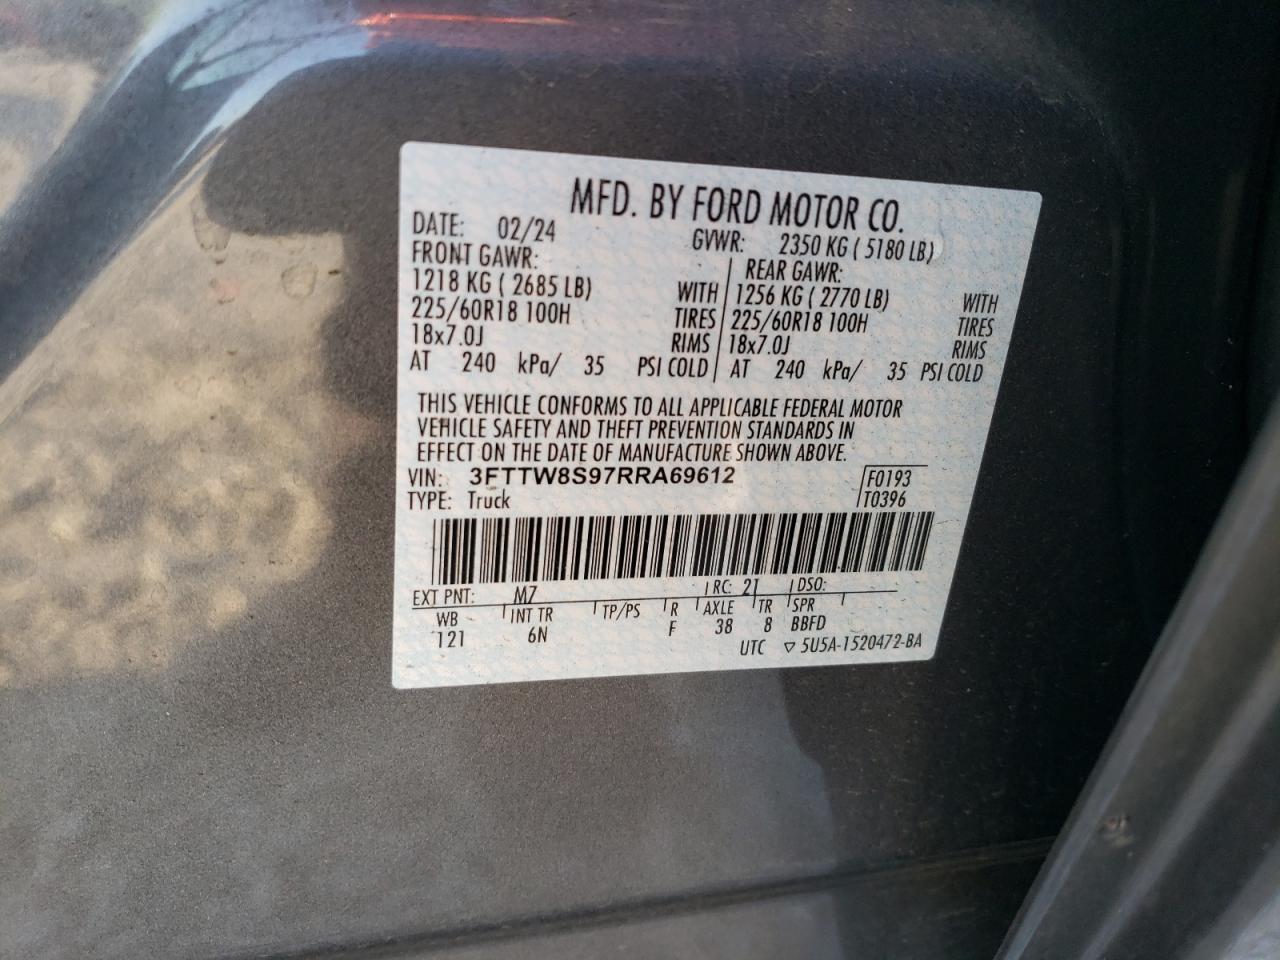 MFD. BY FORD MOTOR CO.
DATE: 02/24 GVWR: 2350 KG ( 5180 LB)
FRONT GAWR: REAR GAWR:
1218 KG ( 2685 LB) WITH 1256 KG ( 2770 LB) WITH
225/60R18 100H TIRES 225/60R18 100H TIRES
18x7.0J RIMS 18x7.0J RIMS
AT 240 kPa/ 35 PSI COLD AT 240 kPa/ 35 PSI COLD
THIS VEHICLE CONFORMS TO ALL APPLICABLE FEDERAL MOTOR
VEHICLE SAFETY AND THEFT PREVENTION STANDARDS IN
EFFECT ON THE DATE OF MANUFACTURE SHOWN ABOVE.
VIN: 3FTTW8S97RRA69612 F0193
TYPE: Truck T0396
EXT PNT: M7 RC: 21 DSO:
WB INT TR TP/PS R AXLE TR SPR
121 6N F 38 8 BBFD
UTC ▽ 5U5A-1520472-BA